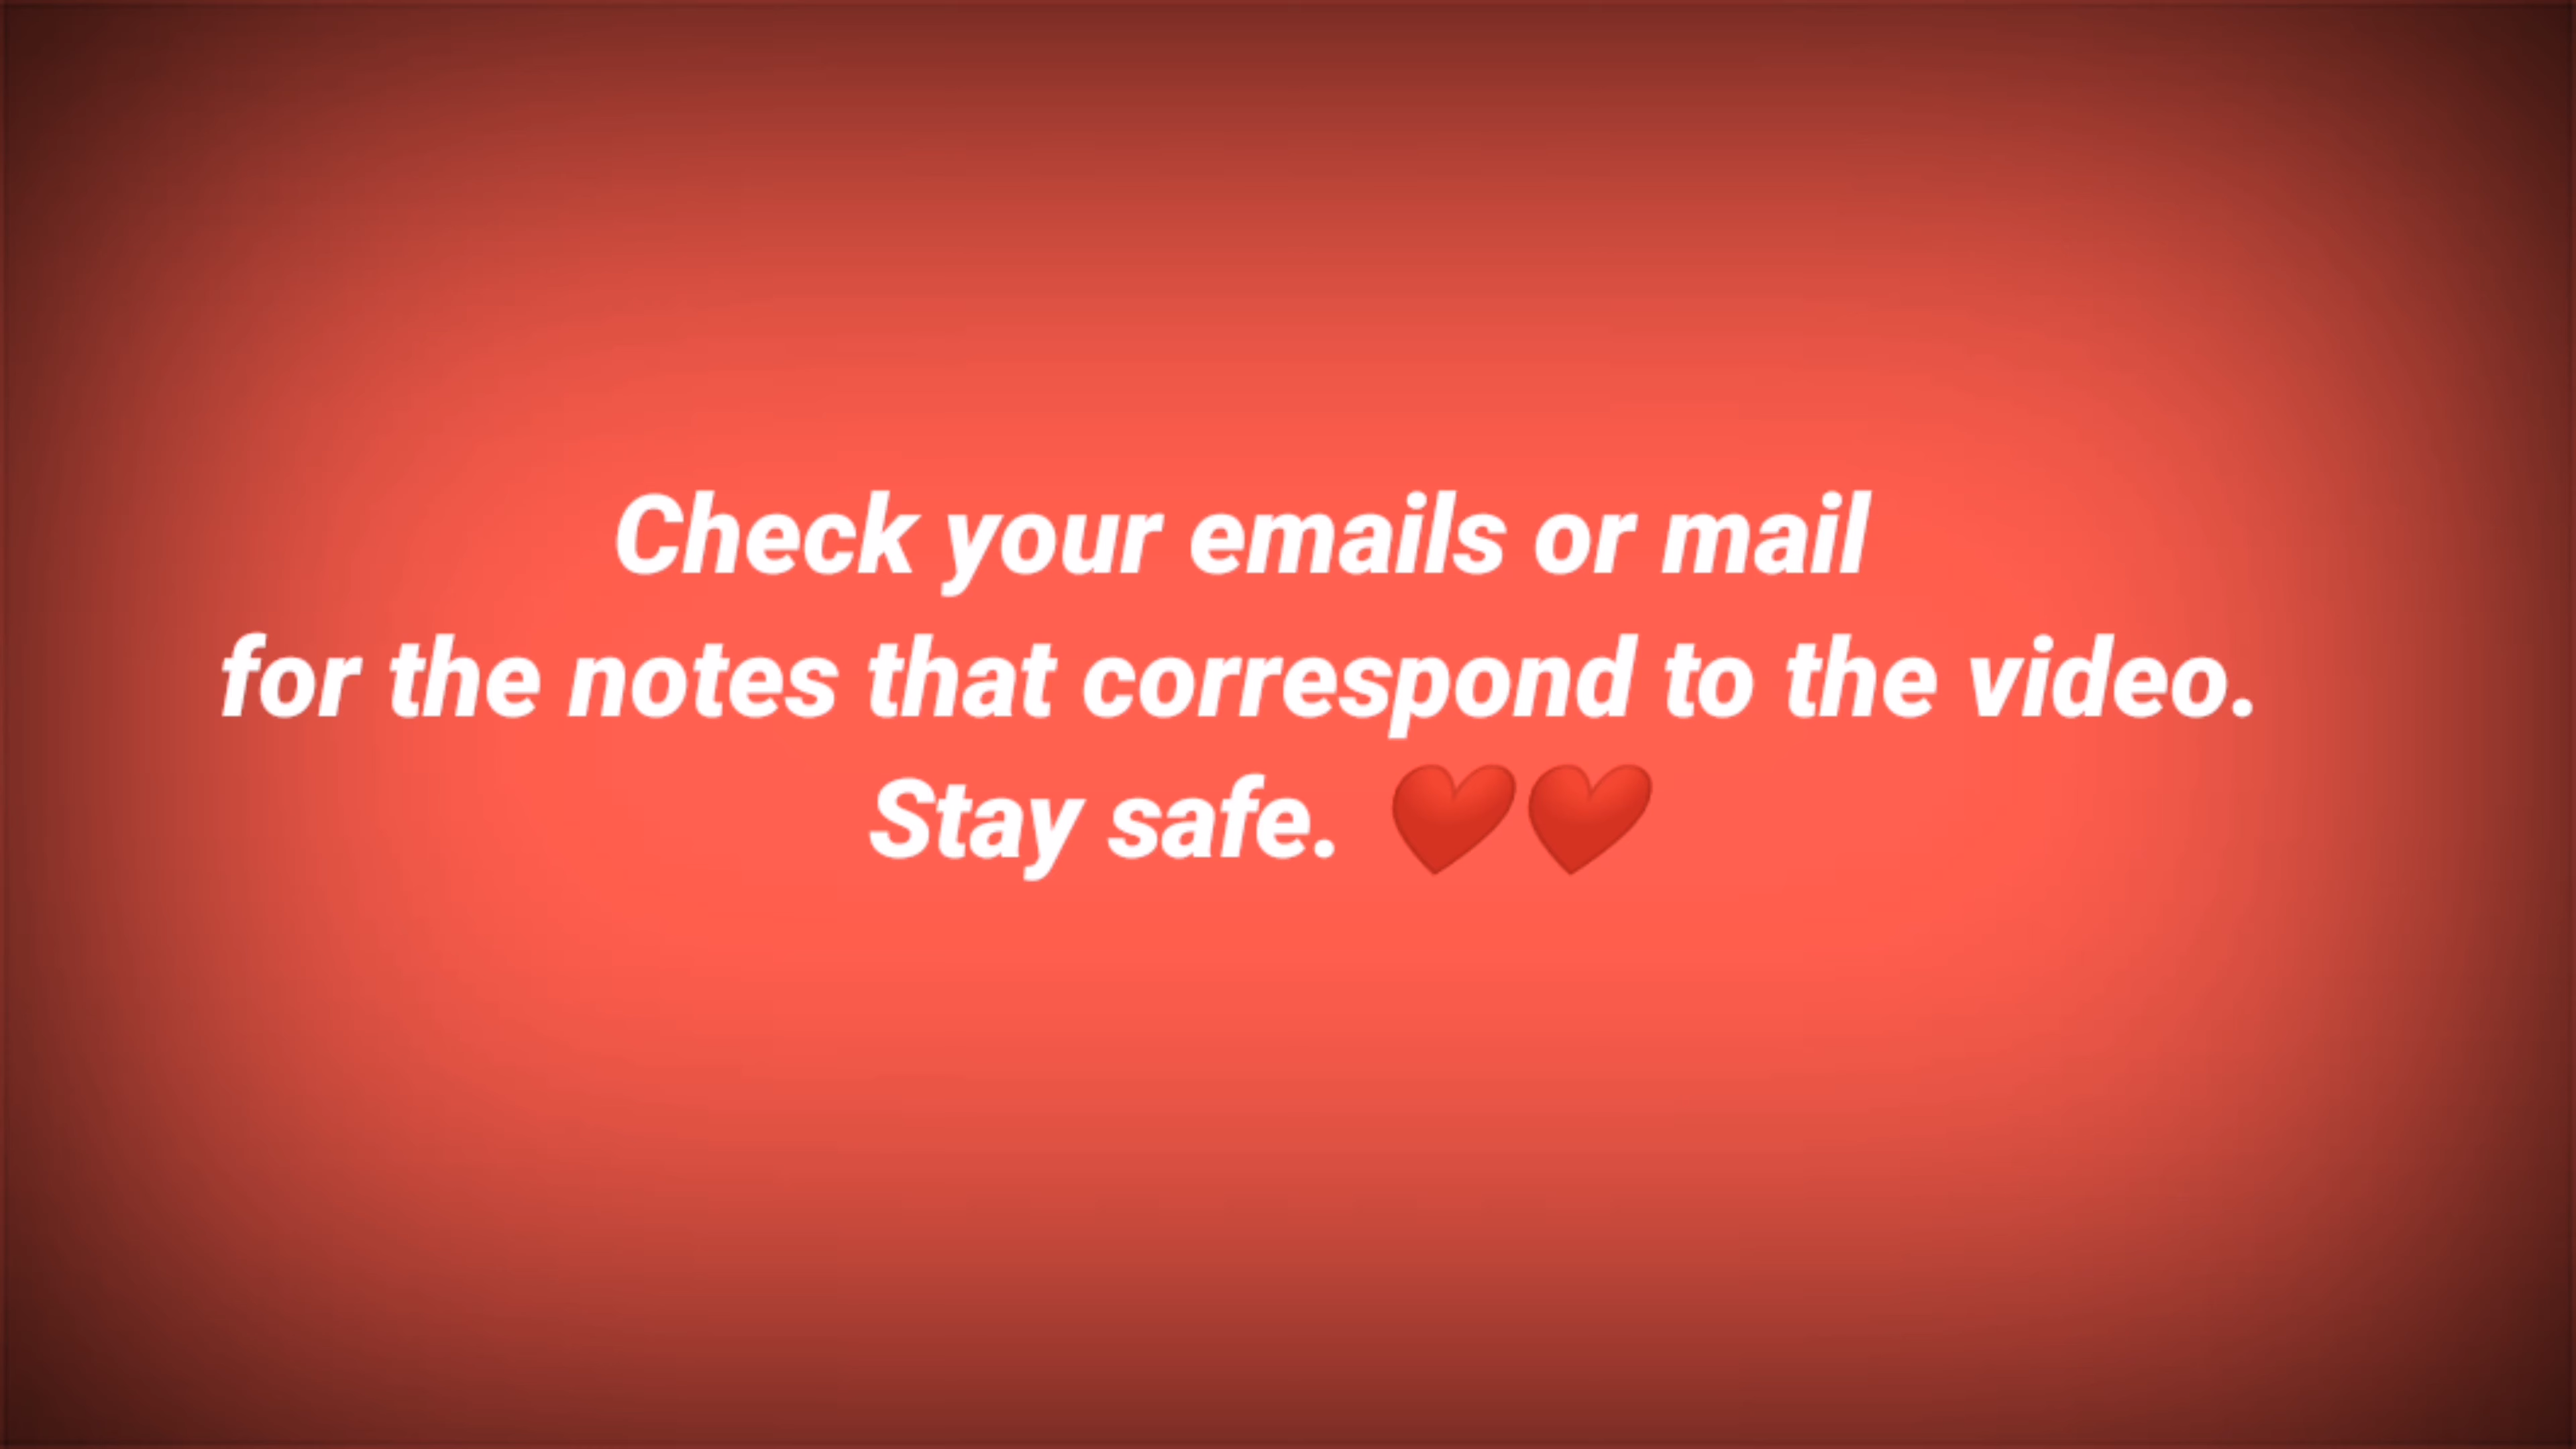 Check your emails or mail
for the notes that correspond to the video.
Stay safe. ❤️❤️